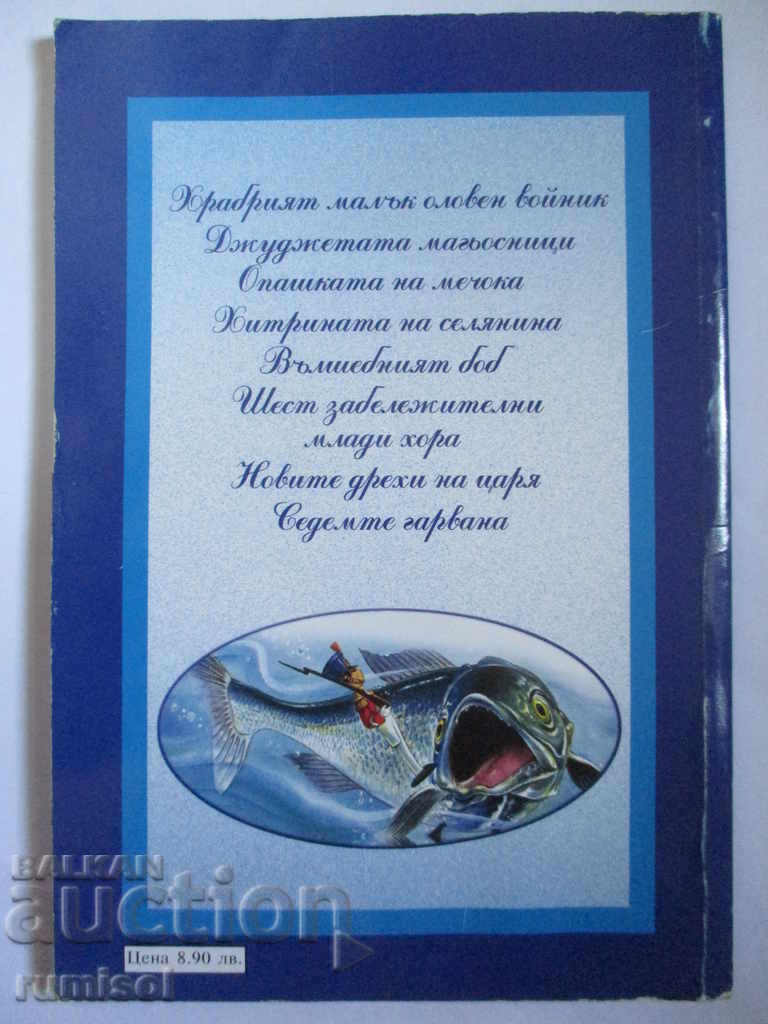 Храбрият малък оловен войник
Джуджетата магьосници
Опашката на мечока
Хитрината на селянина
Вълшебният боб
Шест забележителни
млади хора
Новите дрехи на царя
Седемте гарвана
BALKAN
auction
Цена 8.90 лв.
rumisol